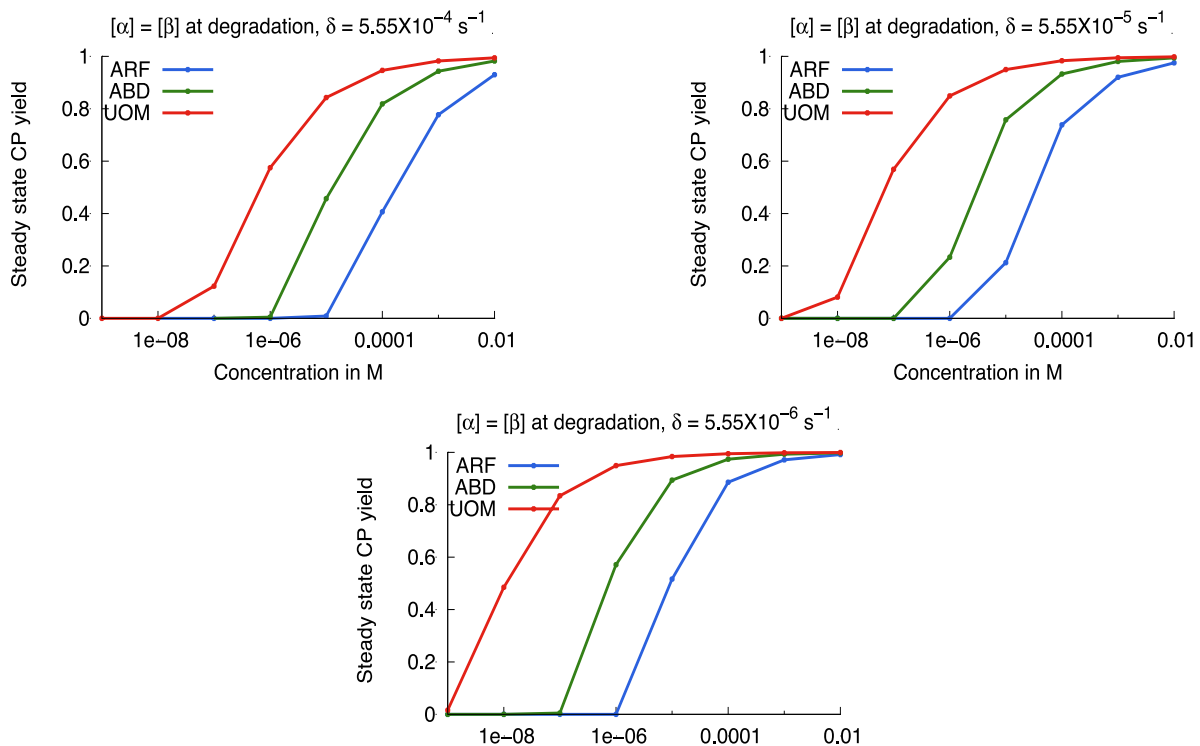 [α] = [β] at degradation, δ = 5.55X10⁻⁴ s⁻¹
Steady state CP yield
1
0.8
0.6
0.4
0.2
0
ARF
ABD
UOM
1e−08
1e−06
0.0001
0.01
Concentration in M
[α] = [β] at degradation, δ = 5.55X10⁻⁵ s⁻¹
Steady state CP yield
1
0.8
0.6
0.4
0.2
0
ARF
ABD
UOM
1e−08
1e−06
0.0001
0.01
Concentration in M
[α] = [β] at degradation, δ = 5.55X10⁻⁶ s⁻¹
Steady state CP yield
1
0.8
0.6
0.4
0.2
0
ARF
ABD
UOM
1e−08
1e−06
0.0001
0.01